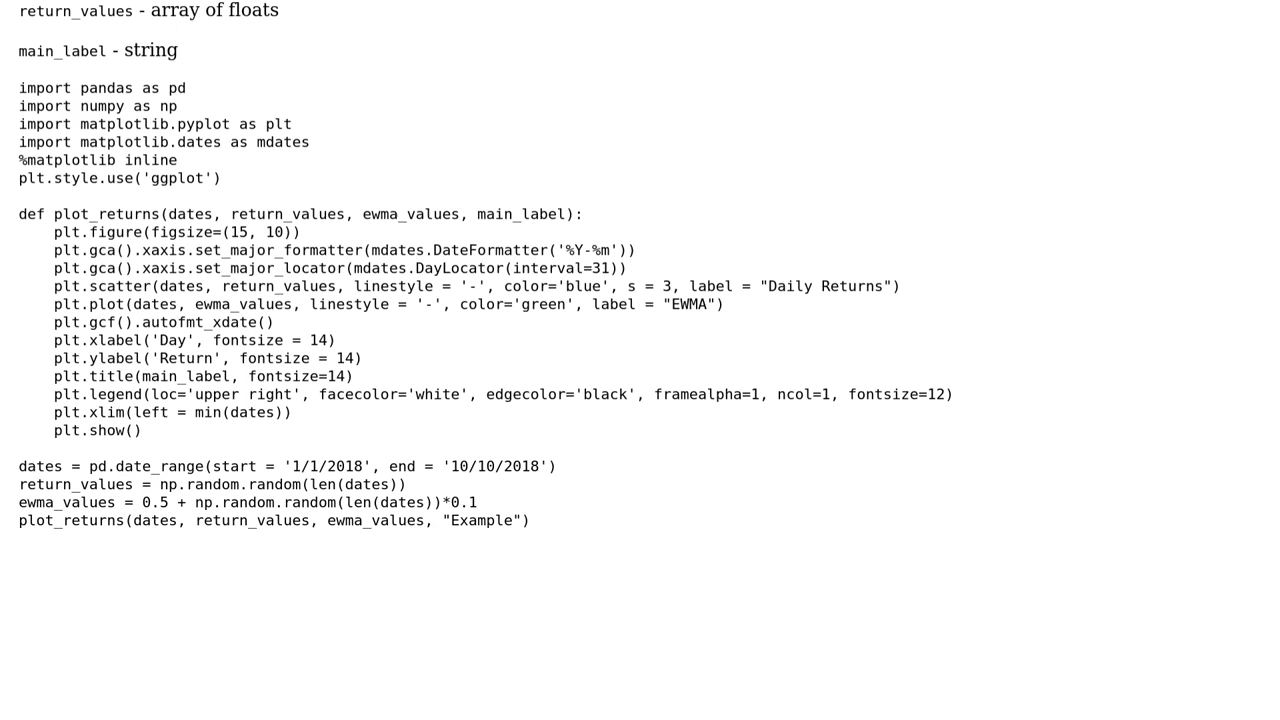 return_values - array of floats
main_label - string
import pandas as pd
import numpy as np
import matplotlib.pyplot as plt
import matplotlib.dates as mdates
%matplotlib inline
plt.style.use('ggplot')
def plot_returns(dates, return_values, ewma_values, main_label):
    plt.figure(figsize=(15, 10))
    plt.gca().xaxis.set_major_formatter(mdates.DateFormatter('%Y-%m'))
    plt.gca().xaxis.set_major_locator(mdates.DayLocator(interval=31))
    plt.scatter(dates, return_values, linestyle = '-', color='blue', s = 3, label = "Daily Returns")
    plt.plot(dates, ewma_values, linestyle = '-', color='green', label = "EWMA")
    plt.gcf().autofmt_xdate()
    plt.xlabel('Day', fontsize = 14)
    plt.ylabel('Return', fontsize = 14)
    plt.title(main_label, fontsize=14)
    plt.legend(loc='upper right', facecolor='white', edgecolor='black', framealpha=1, ncol=1, fontsize=12)
    plt.xlim(left = min(dates))
    plt.show()
dates = pd.date_range(start = '1/1/2018', end = '10/10/2018')
return_values = np.random.random(len(dates))
ewma_values = 0.5 + np.random.random(len(dates))*0.1
plot_returns(dates, return_values, ewma_values, "Example")